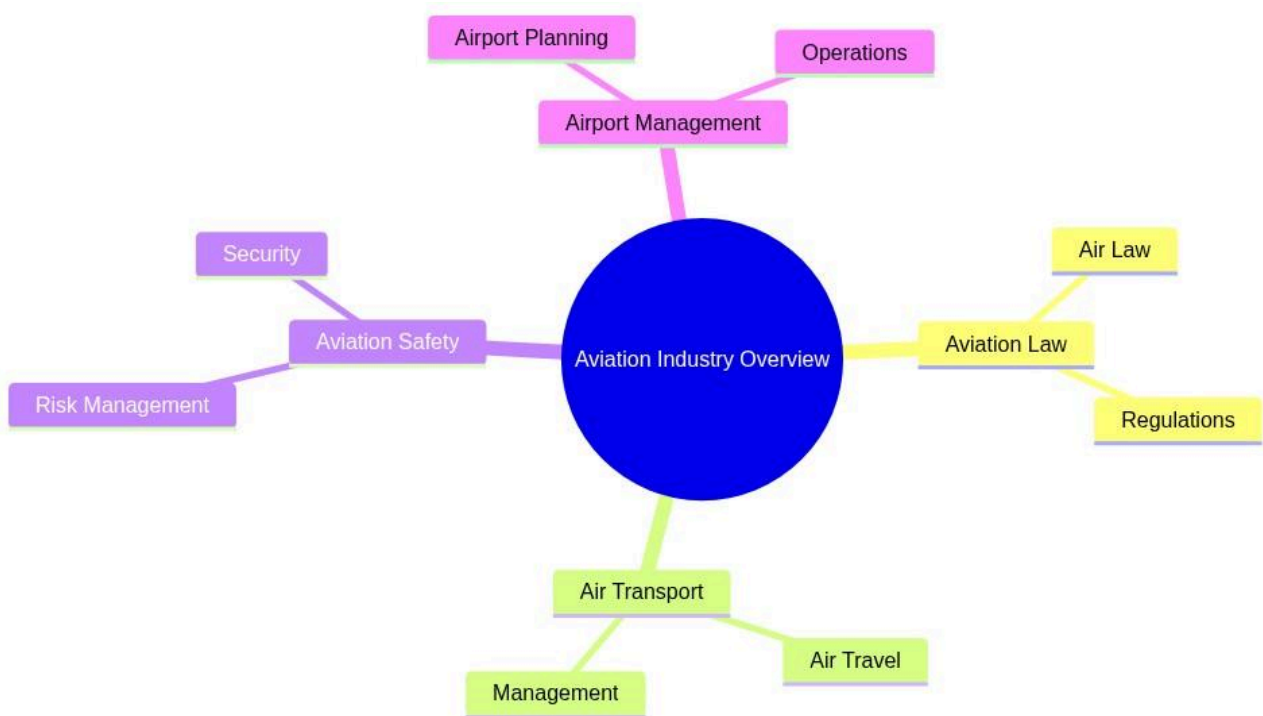 Airport Planning
Operations
Airport Management
Security
Air Law
Aviation Safety
Aviation Industry Overview
Aviation Law
Risk Management
Regulations
Air Transport
Air Travel
Management